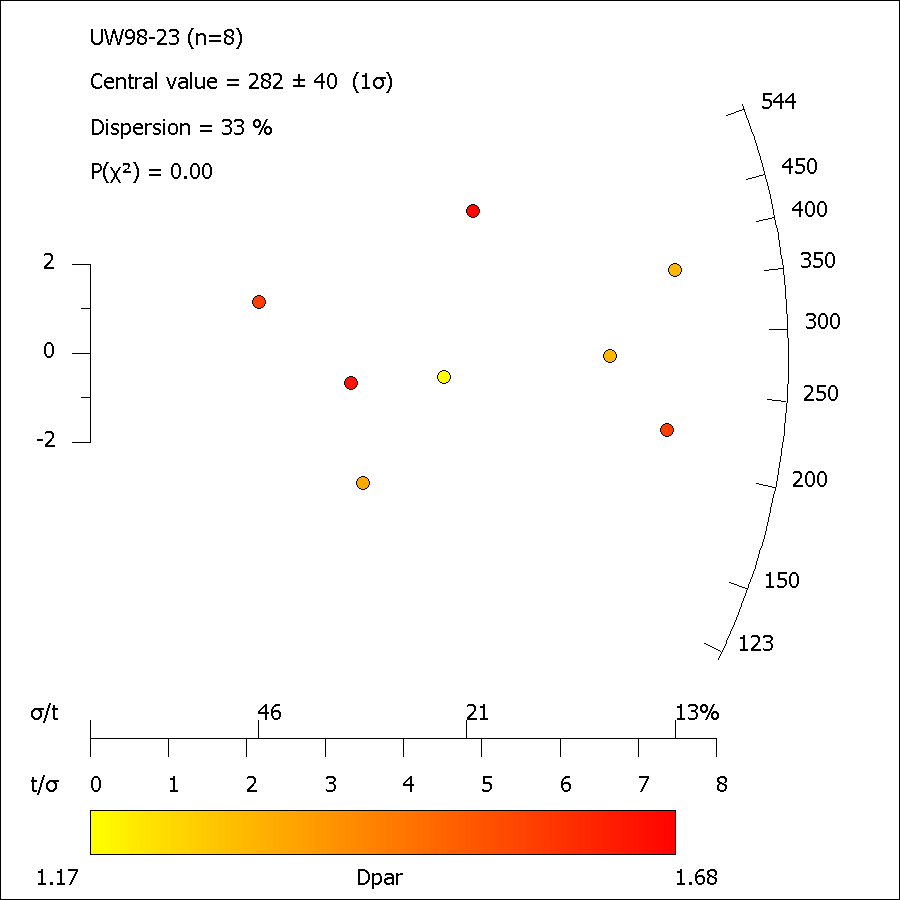 UW98-23 (n=8)
Central value = 282 ± 40 (1σ)
Dispersion = 33 %
P(χ²) = 0.00
544
450
400
350
300
250
200
150
123
2
0
-2
σ/t 46 21 13%
t/σ 0 1 2 3 4 5 6 7 8
1.17 Dpar 1.68